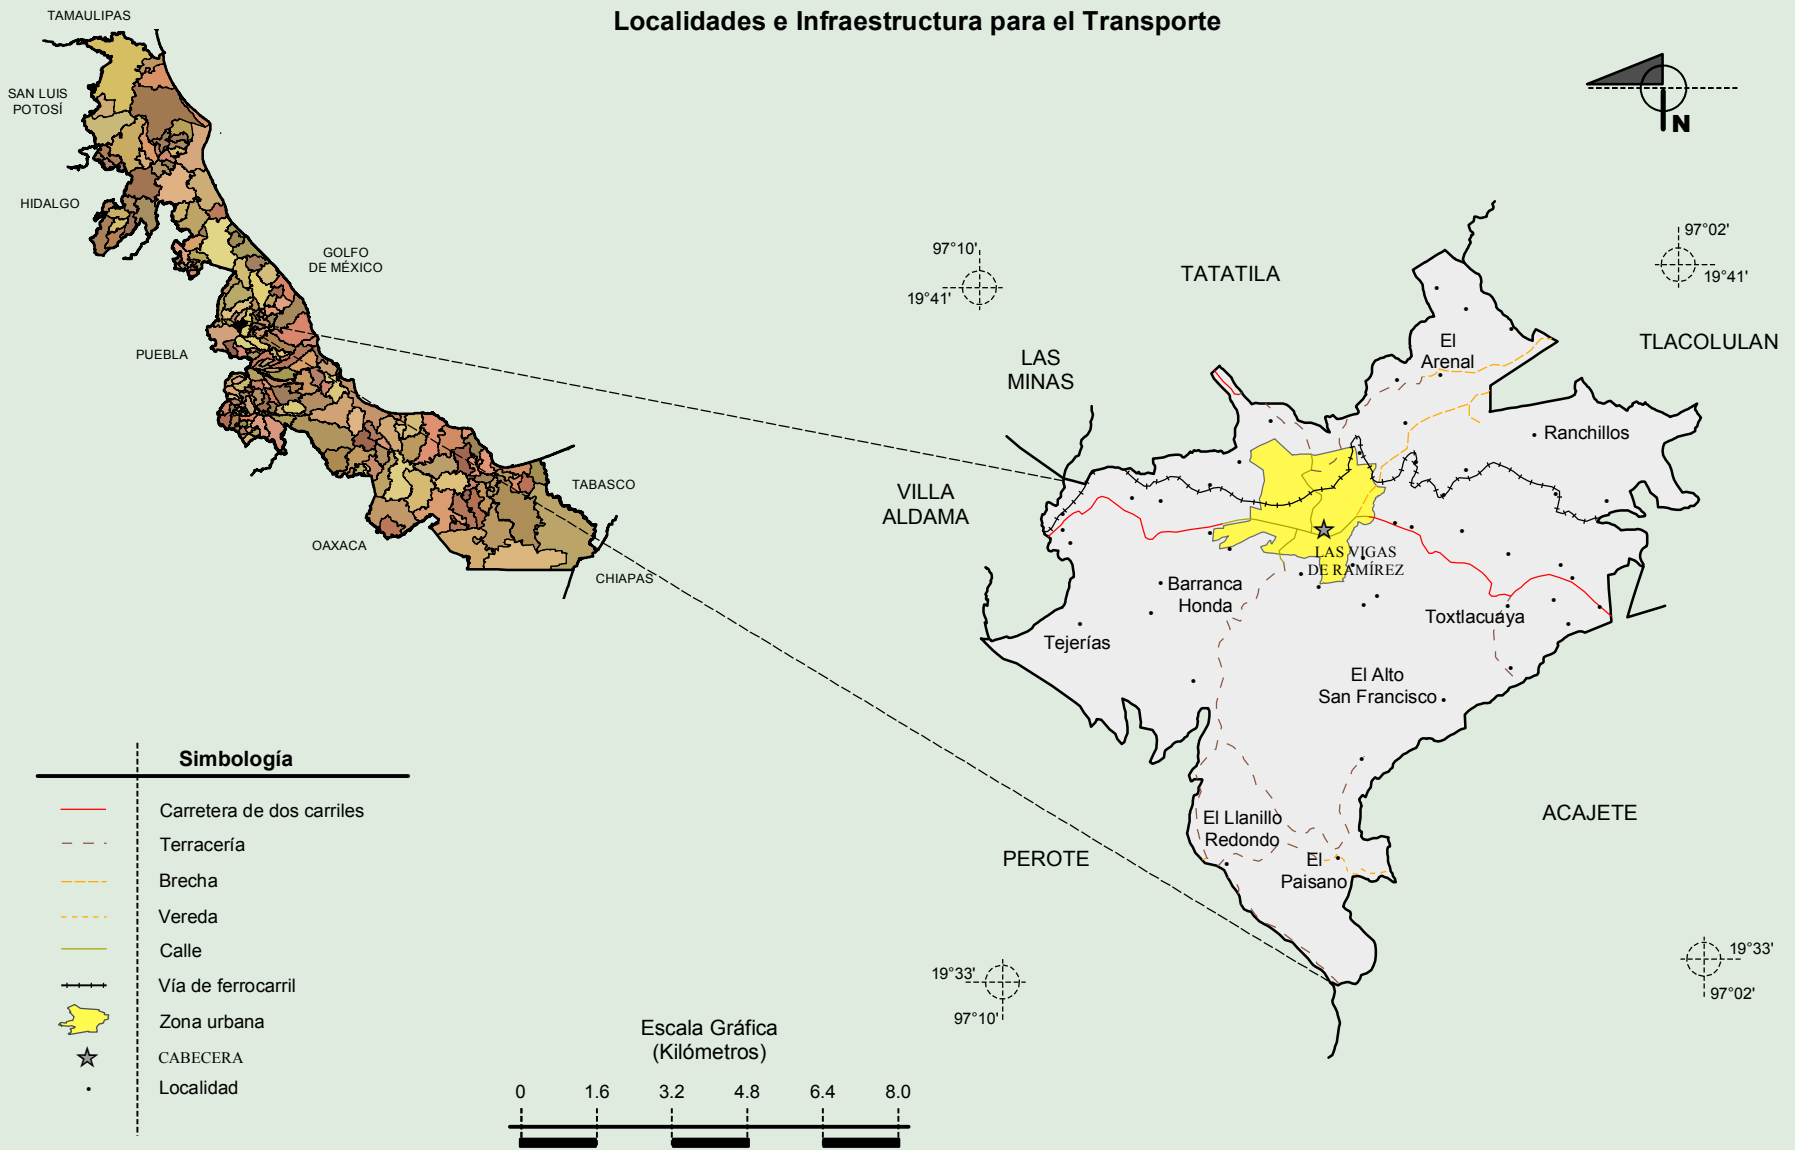 Localidades e Infraestructura para el Transporte
TAMAULIPAS
SAN LUIS
POTOSÍ
HIDALGO
GOLFO
DE MÉXICO
PUEBLA
TABASCO
OAXACA
CHIAPAS
N
97°10'
19°41'
97°02'
19°41'
TATATILA
TLACOLULAN
LAS
MINAS
VILLA
ALDAMA
El
Arenal
Ranchillos
LAS VIGAS
DE RAMÍREZ
Barranca
Honda
Toxtlacuaya
Tejerías
El Alto
San Francisco
ACAJETE
PEROTE
El Llanillo
Redondo
El
Paisano
19°33'
97°10'
19°33'
97°02'
Simbología
Carretera de dos carriles
Terracería
Brecha
Vereda
Calle
Vía de ferrocarril
Zona urbana
CABECERA
Localidad
Escala Gráfica
(Kilómetros)
0 1.6 3.2 4.8 6.4 8.0